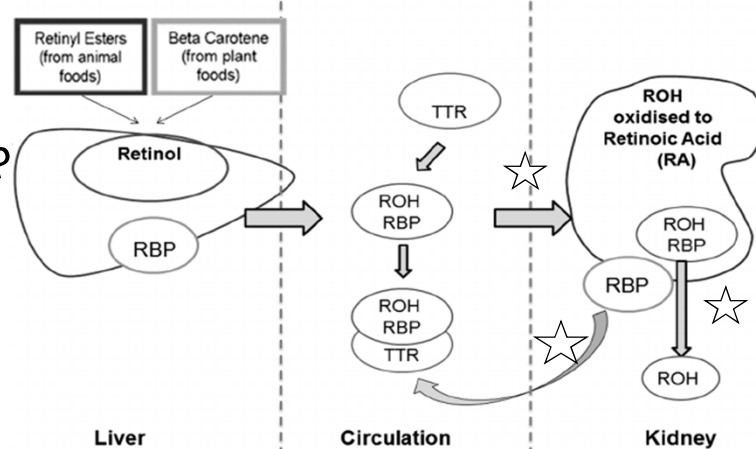 Retinyl Esters
(from animal
foods)
Beta Carotene
(from plant
foods)
Retinol
RBP
TTR
ROH
RBP
ROH
RBP
TTR
ROH
oxidised to
Retinoic Acid
(RA)
ROH
RBP
RBP
ROH
Liver
Circulation
Kidney